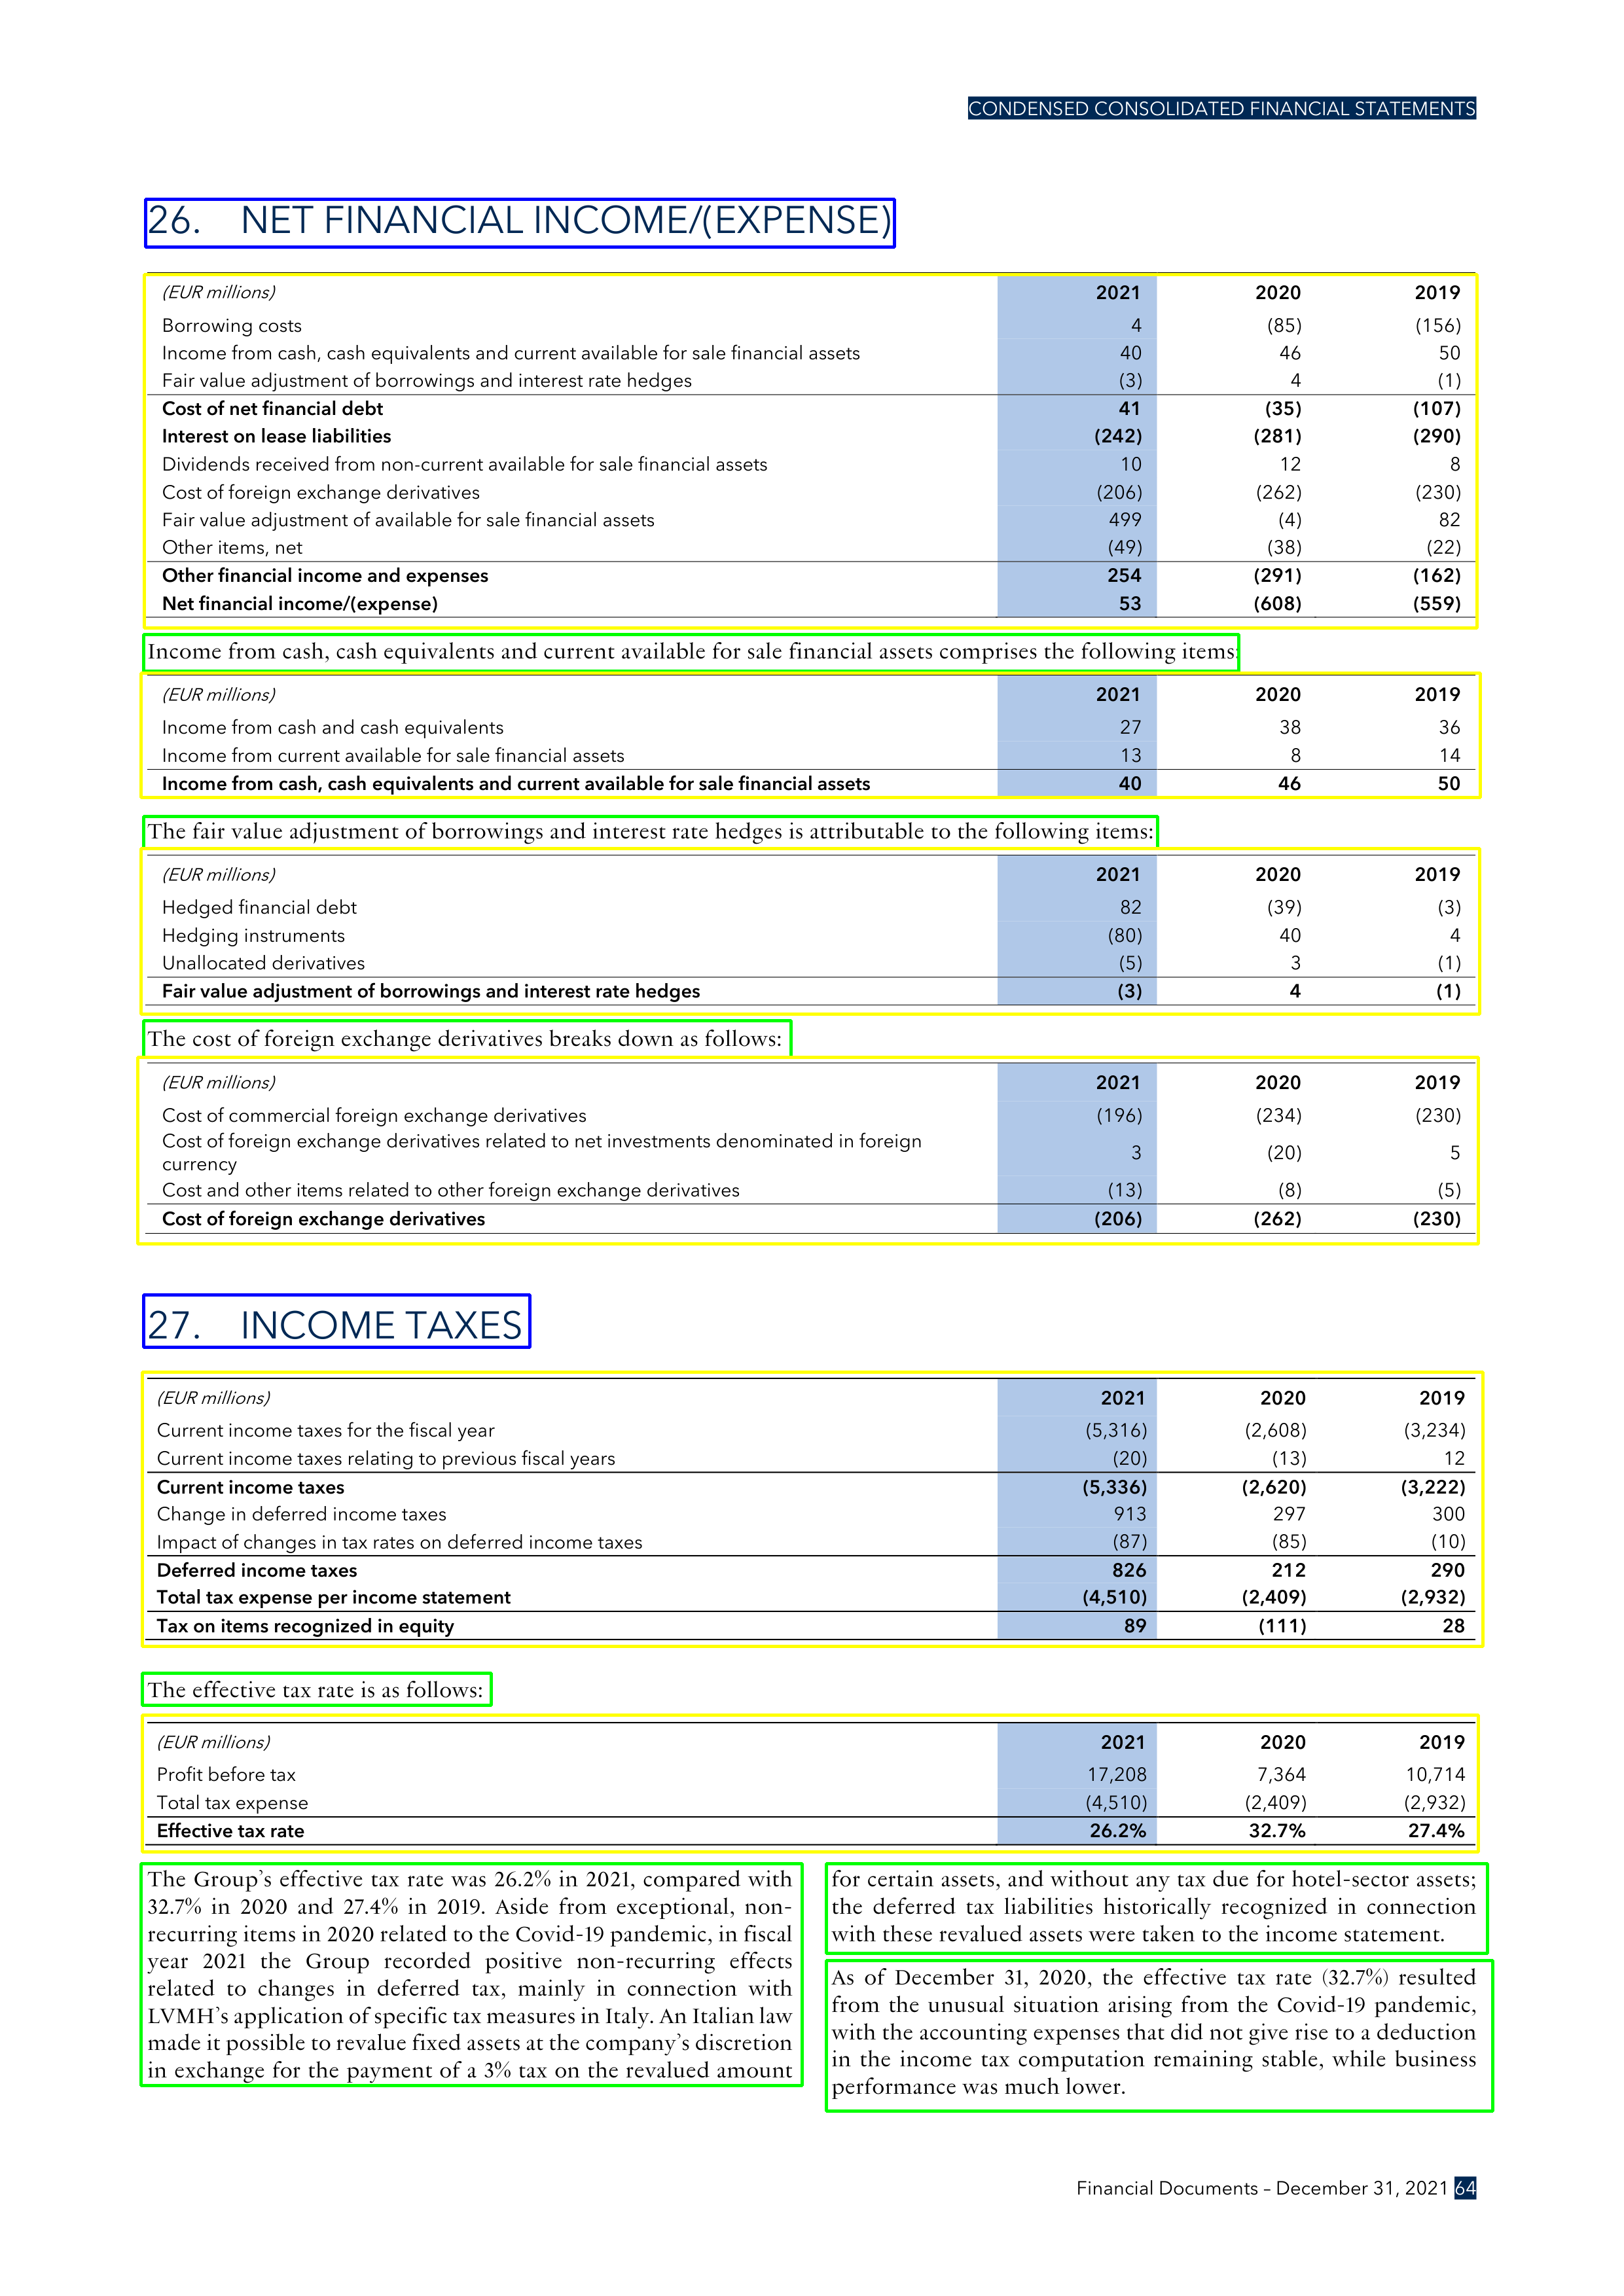 CONDENSED CONSOLIDATED FINANCIAL STATEMENTS
26. NET FINANCIAL INCOME/(EXPENSE)
(EUR millions) 2021 2020 2019
Borrowing costs 4 (85) (156)
Income from cash, cash equivalents and current available for sale financial assets 40 46 50
Fair value adjustment of borrowings and interest rate hedges (3) 4 (1)
Cost of net financial debt 41 (35) (107)
Interest on lease liabilities (242) (281) (290)
Dividends received from non-current available for sale financial assets 10 12 8
Cost of foreign exchange derivatives (206) (262) (230)
Fair value adjustment of available for sale financial assets 499 (4) 82
Other items, net (49) (38) (22)
Other financial income and expenses 254 (291) (162)
Net financial income/(expense) 53 (608) (559)
Income from cash, cash equivalents and current available for sale financial assets comprises the following items:
(EUR millions) 2021 2020 2019
Income from cash and cash equivalents 27 38 36
Income from current available for sale financial assets 13 8 14
Income from cash, cash equivalents and current available for sale financial assets 40 46 50
The fair value adjustment of borrowings and interest rate hedges is attributable to the following items:
(EUR millions) 2021 2020 2019
Hedged financial debt 82 (39) (3)
Hedging instruments (80) 40 4
Unallocated derivatives (5) 3 (1)
Fair value adjustment of borrowings and interest rate hedges (3) 4 (1)
The cost of foreign exchange derivatives breaks down as follows:
(EUR millions) 2021 2020 2019
Cost of commercial foreign exchange derivatives (196) (234) (230)
Cost of foreign exchange derivatives related to net investments denominated in foreign
currency 3 (20) 5
Cost and other items related to other foreign exchange derivatives (13) (8) (5)
Cost of foreign exchange derivatives (206) (262) (230)
27. INCOME TAXES
(EUR millions) 2021 2020 2019
Current income taxes for the fiscal year (5,316) (2,608) (3,234)
Current income taxes relating to previous fiscal years (20) (13) 12
Current income taxes (5,336) (2,620) (3,222)
Change in deferred income taxes 913 297 300
Impact of changes in tax rates on deferred income taxes (87) (85) (10)
Deferred income taxes 826 212 290
Total tax expense per income statement (4,510) (2,409) (2,932)
Tax on items recognized in equity 89 (111) 28
The effective tax rate is as follows:
(EUR millions) 2021 2020 2019
Profit before tax 17,208 7,364 10,714
Total tax expense (4,510) (2,409) (2,932)
Effective tax rate 26.2% 32.7% 27.4%
The Group's effective tax rate was 26.2% in 2021, compared with
32.7% in 2020 and 27.4% in 2019. Aside from exceptional, non-
recurring items in 2020 related to the Covid-19 pandemic, in fiscal
year 2021 the Group recorded positive non-recurring effects
related to changes in deferred tax, mainly in connection with
LVMH's application of specific tax measures in Italy. An Italian law
made it possible to revalue fixed assets at the company's discretion
in exchange for the payment of a 3% tax on the revalued amount
for certain assets, and without any tax due for hotel-sector assets;
the deferred tax liabilities historically recognized in connection
with these revalued assets were taken to the income statement.
As of December 31, 2020, the effective tax rate (32.7%) resulted
from the unusual situation arising from the Covid-19 pandemic,
with the accounting expenses that did not give rise to a deduction
in the income tax computation remaining stable, while business
performance was much lower.
Financial Documents – December 31, 2021 64